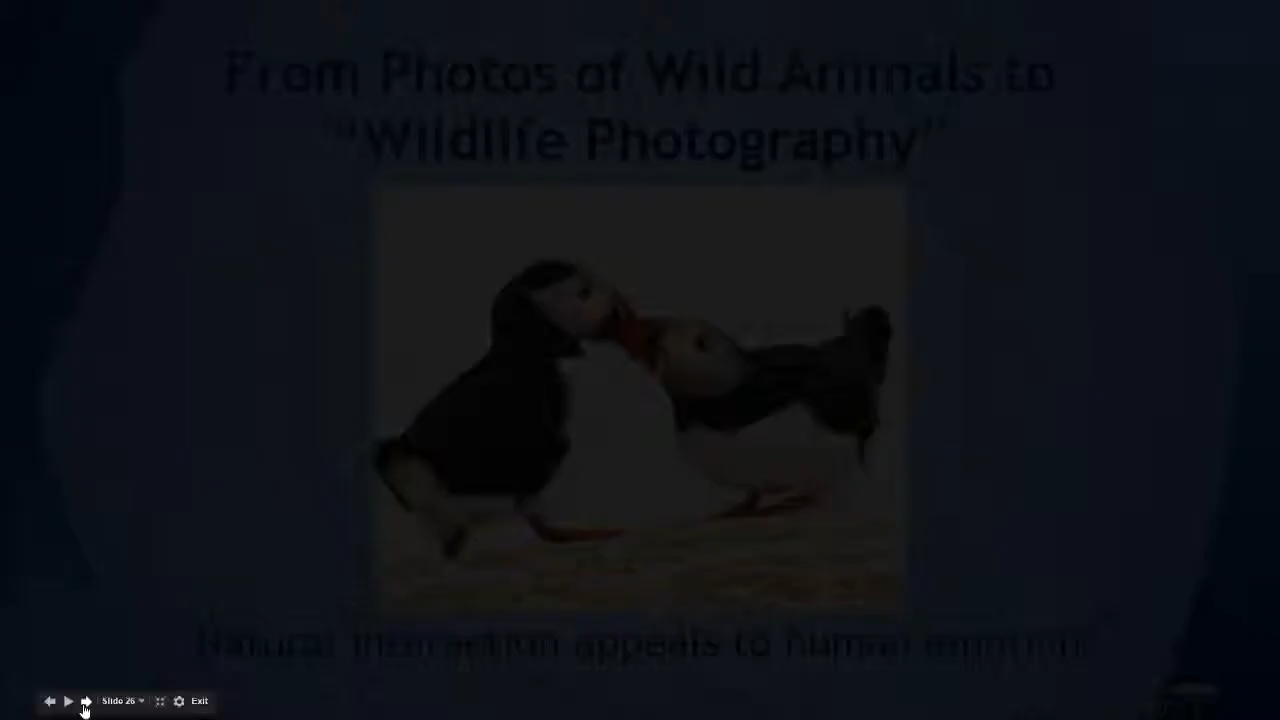 From Photos of Wild Animals to
"Wildlife Photography"
Natural interaction appeals to human emotion
Slide 26 Exit